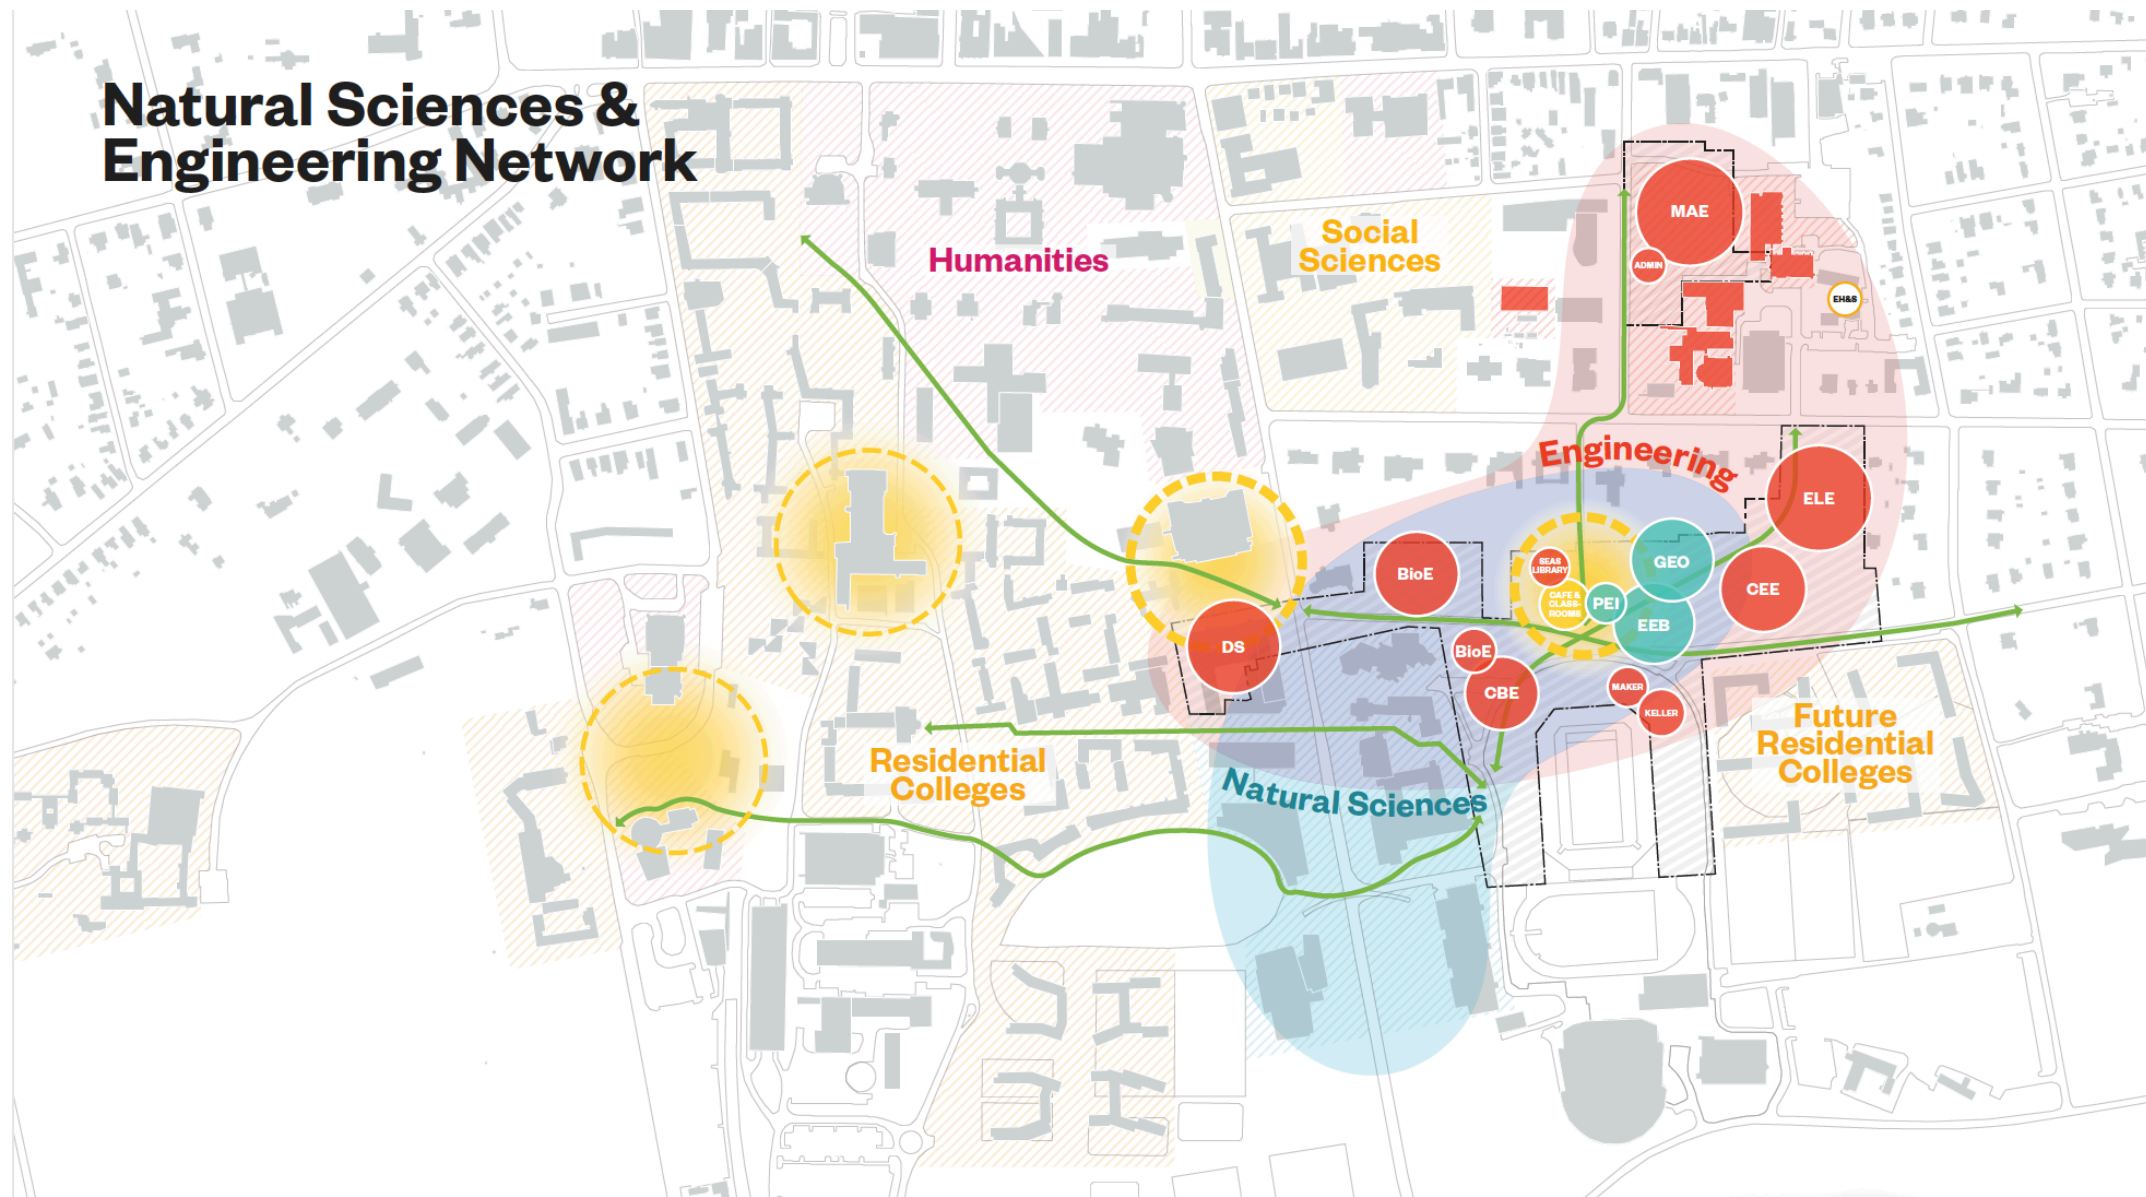 Natural Sciences &
Engineering Network
Humanities
Social
Sciences
MAE
ADMIN
EH&S
Engineering
ELE
BioE
SEAS
LIBRARY
GEO
CEE
CAFE &
CLASS-
ROOMS
PEI
EEB
DS
BioE
CBE
MAKER
KELLER
Future
Residential
Colleges
Residential
Colleges
Natural Sciences